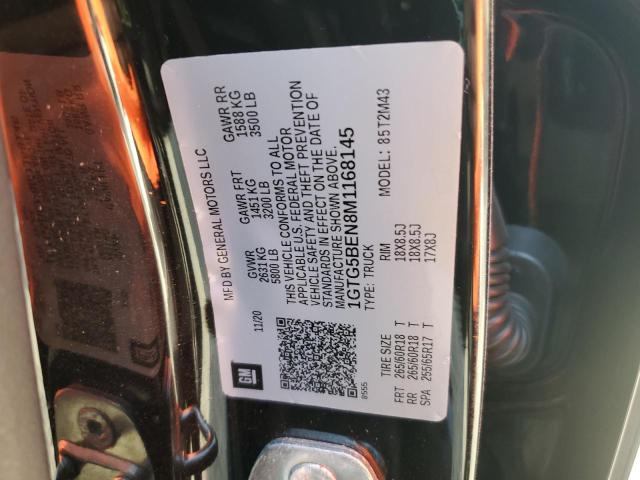 MFD BY GENERAL MOTORS LLC
11/20
GVWR
2631 KG
5800 LB
GAWR FRT
1451 KG
3200 LB
GAWR RR
1588 KG
3500 LB
THIS VEHICLE CONFORMS TO ALL
APPLICABLE U.S. FEDERAL MOTOR
VEHICLE SAFETY AND THEFT PREVENTION
STANDARDS IN EFFECT ON THE DATE OF
MANUFACTURE SHOWN ABOVE.
1GTG5BEN8M1168145
TYPE: TRUCK
MODEL: 85T2M43
GM
8555
TIRE SIZE RIM
FRT 265/60R18 T 18X8.5J
RR 265/60R18 T 18X8.5J
SPA 255/65R17 T 17X8J